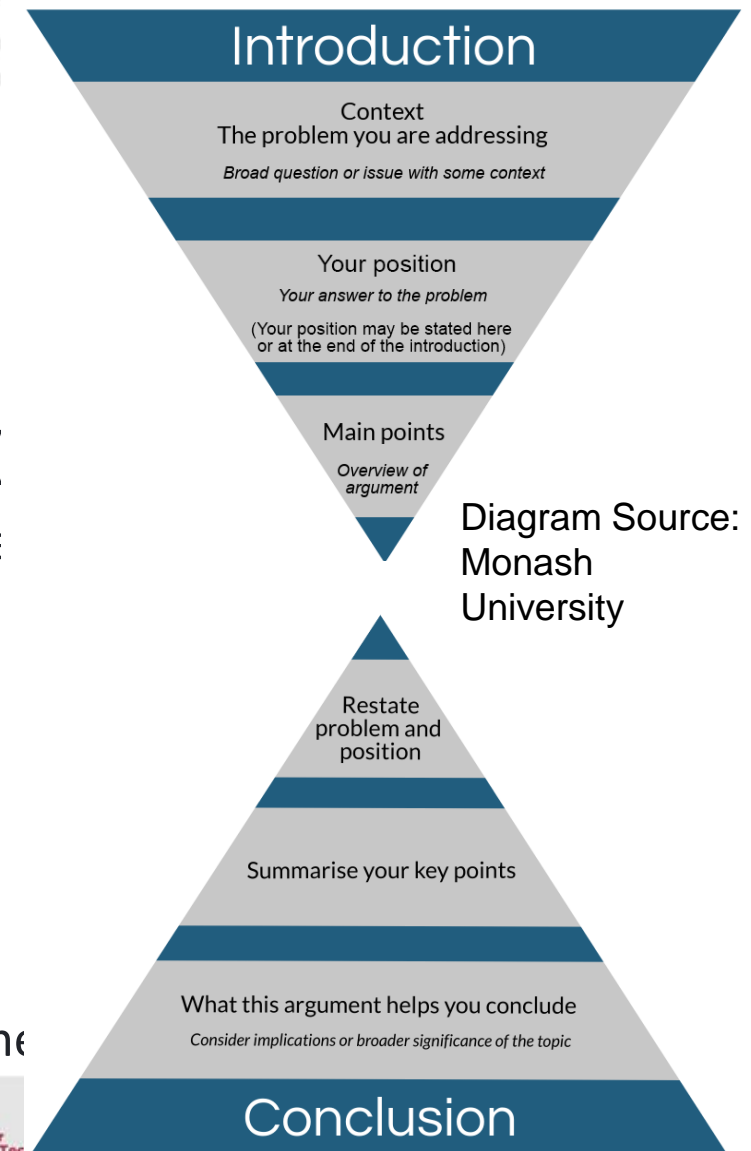 Introduction
Context
The problem you are addressing
Broad question or issue with some context
Your position
Your answer to the problem
(Your position may be stated here
or at the end of the introduction)
Main points
Overview of
argument
Diagram Source:
Monash
University
Restate
problem and
position
Summarise your key points
What this argument helps you conclude
Consider implications or broader significance of the topic
Conclusion